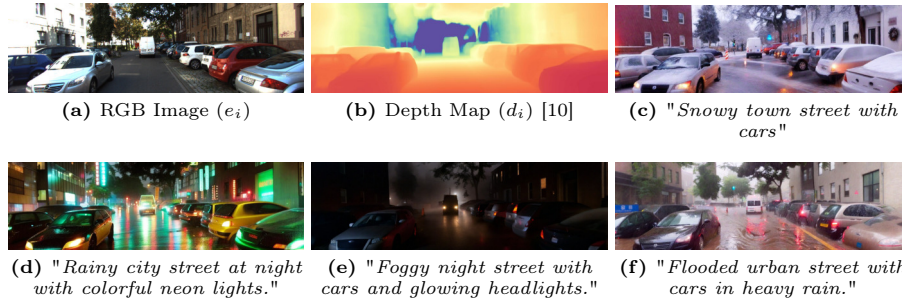 (a) RGB Image (e_i)
(b) Depth Map (d_i) [10]
(c) "Snowy town street with
cars"
(d) "Rainy city street at night
with colorful neon lights."
(e) "Foggy night street with
cars and glowing headlights."
(f) "Flooded urban street with
cars in heavy rain."